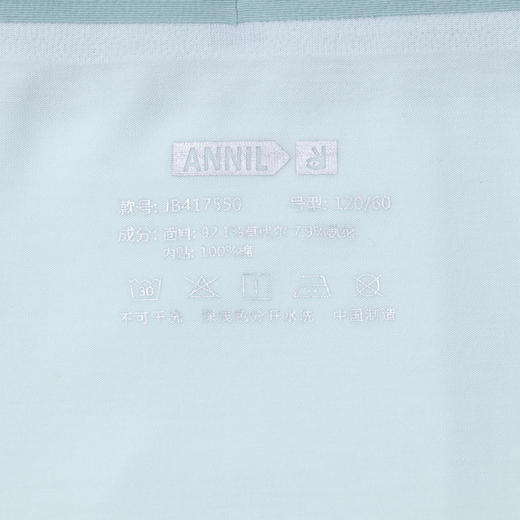 ANNIL R
款号: JB417550 号型: 120/60
成分: 面料: 92.1%莫代尔 7.9%氨纶
内贴: 100%棉
30
不可干洗 深浅色分开水洗 中国制造